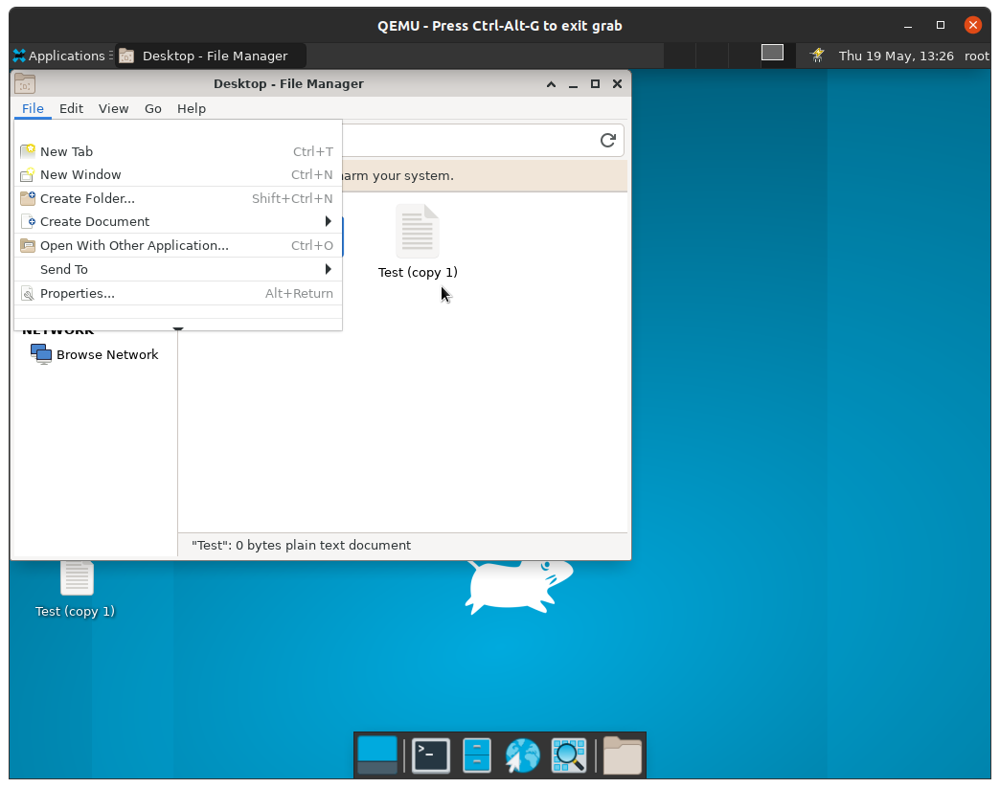 QEMU - Press Ctrl-Alt-G to exit grab
Applications
Desktop - File Manager
Thu 19 May, 13:26 root
Desktop - File Manager
File Edit View Go Help
New Tab Ctrl+T
New Window Ctrl+N
arm your system.
Create Folder... Shift+Ctrl+N
Create Document
Open With Other Application... Ctrl+O
Send To
Test (copy 1)
Properties... Alt+Return
NETWORK
Browse Network
"Test": 0 bytes plain text document
Test (copy 1)
>_